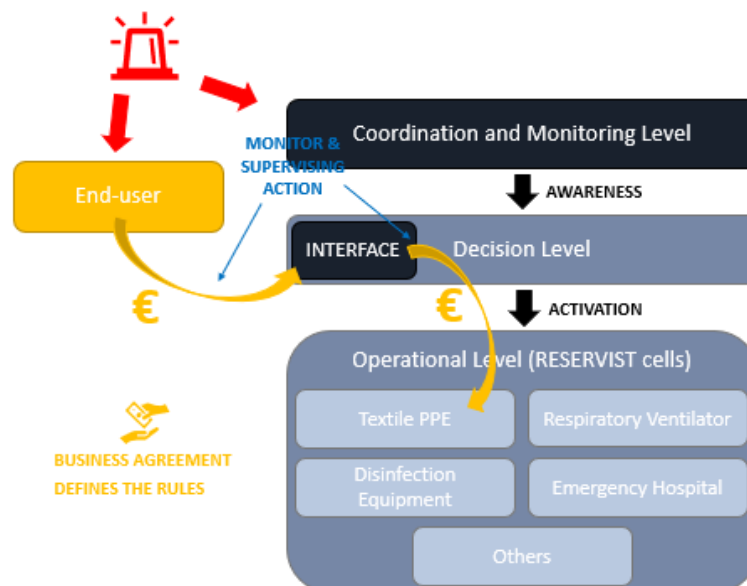 Coordination and Monitoring Level
MONITOR &
SUPERVISING
ACTION
End-user
AWARENESS
INTERFACE
Decision Level
€
€
ACTIVATION
Operational Level (RESERVIST cells)
Textile PPE
Respiratory Ventilator
Disinfection
Equipment
Emergency Hospital
Others
BUSINESS AGREEMENT
DEFINES THE RULES